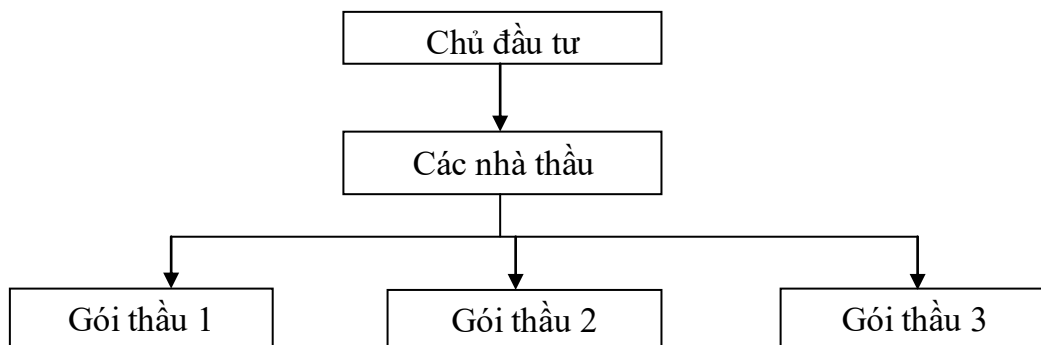 Chủ đầu tư
Các nhà thầu
Gói thầu 1
Gói thầu 2
Gói thầu 3